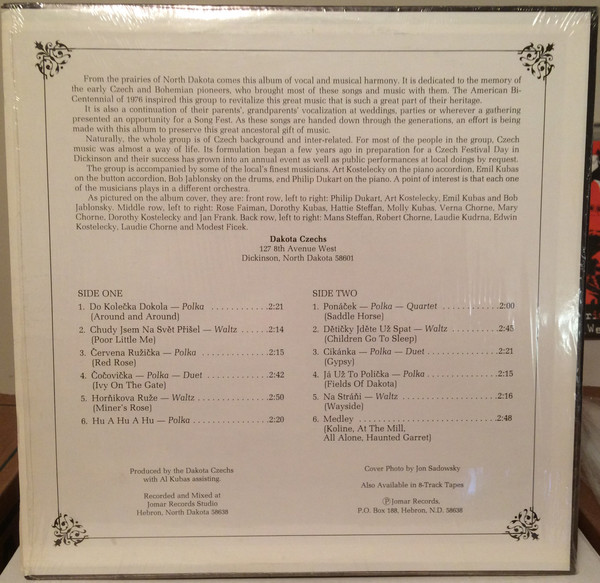 From the prairies of North Dakota comes this album of vocal and musical harmony. It is dedicated to the memory of
the early Czech and Bohemian pioneers, who brought most of these songs and music with them. The American Bi-
Centennial of 1976 inspired this group to revitalize this great music that is such a great part of their heritage.
It is also a continuation of their parents', grandparents' vocalization at weddings, parties or wherever a gathering
presented an opportunity for a Song Fest. As these songs are handed down through the generations, an effort is being
made with this album to preserve this great ancestoral gift of music.
Naturally, the whole group is of Czech background and inter-related. For most of the people in the group, Czech
music was almost a way of life. Its formulation began a few years ago in preparation for a Czech Festival Day in
Dickinson and their success has grown into an annual event as well as public performances at local doings by request.
The group is accompanied by some of the local's finest musicians. Art Kostelecky on the piano accordion, Emil Kubas
on the button accordion, Bob Jablonsky on the drums, and Philip Dukart on the piano. A point of interest is that each one
of the musicians plays in a different orchestra.
As pictured on the album cover, they are: front row, left to right: Philip Dukart, Art Kostelecky, Emil Kubas and Bob
Jablonsky. Middle row, left to right: Rose Faiman, Dorothy Kubas, Hattie Steffan, Molly Kubas, Verna Chorne, Mary
Chorne, Dorothy Kostelecky and Jan Frank. Back row, left to right: Mans Steffan, Robert Chorne, Laudie Kudrna, Edwin
Kostelecky, Laudie Chorne and Modest Ficek.
Dakota Czechs
127 8th Avenue West
Dickinson, North Dakota 58601
SIDE ONE
1. Do Kolečka Dokola — Polka 2:21
(Around and Around)
2. Chudy Jsem Na Svět Phišel — Waltz 2:14
(Poor Little Me)
3. Červena Ružička — Polka 2:15
(Red Rose)
4. Čočovička — Polka — Duet 2:42
(Ivy On The Gate)
5. Horňikova Ruže — Waltz 2:50
(Miner's Rose)
6. Hu A Hu A Hu — Polka 2:20
SIDE TWO
1. Ponáček — Polka — Quartet 2:00
(Saddle Horse)
2. Dětičky Jděte Už Spat — Waltz 2:45
(Children Go To Sleep)
3. Cikánka — Polka — Duet 2:21
(Gypsy)
4. Já Už To Polička — Polka 2:15
(Fields Of Dakota)
5. Na Stráňi — Waltz 2:16
(Wayside)
6. Medley 2:48
(Koline, At The Mill,
All Alone, Haunted Garret)
Produced by the Dakota Czechs
with Al Kubas assisting.
Recorded and Mixed at
Jomar Records Studio
Hebron, North Dakota 58638
Cover Photo by Jon Sadowsky
Also Available in 8-Track Tapes
Ⓟ Jomar Records,
P.O. Box 188, Hebron, N.D. 58638